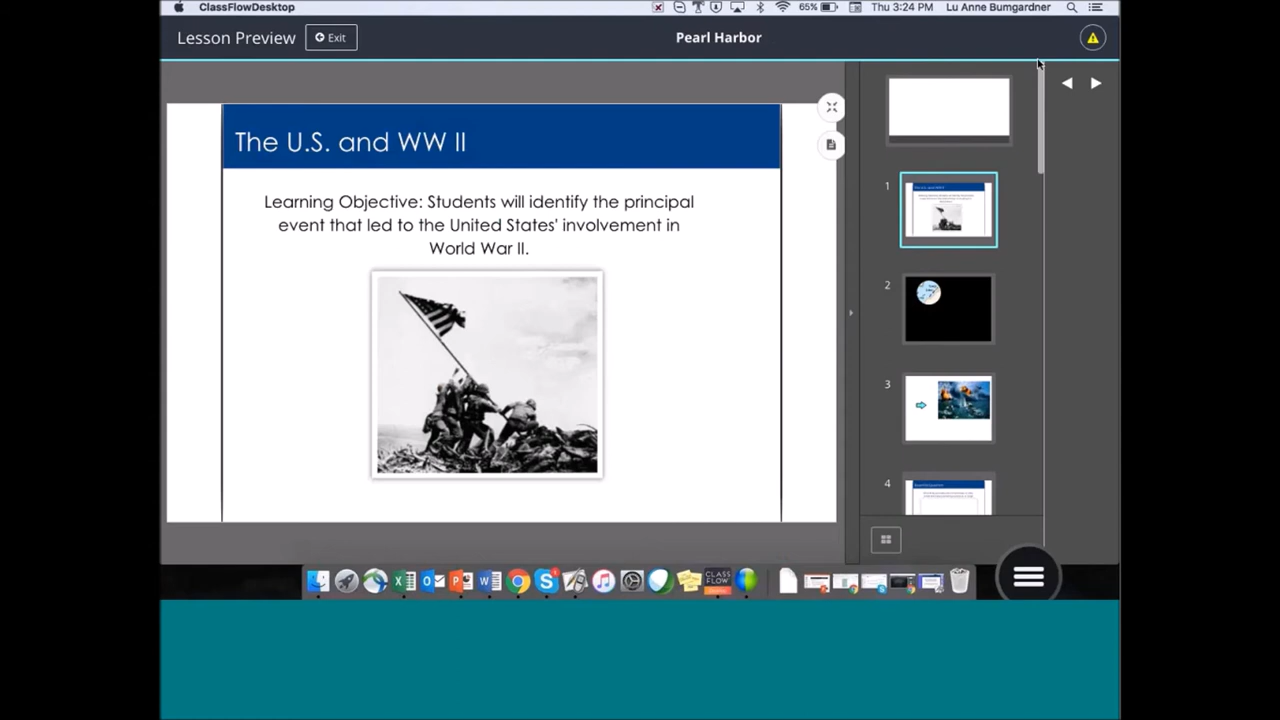 ClassFlowDesktop
65%
Thu 3:24 PM
Lu Anne Bumgardner
Lesson Preview
Exit
Pearl Harbor
The U.S. and WW II
Learning Objective: Students will identify the principal
event that led to the United States' involvement in
World War II.
1
2
3
4
CLASS
FLOW